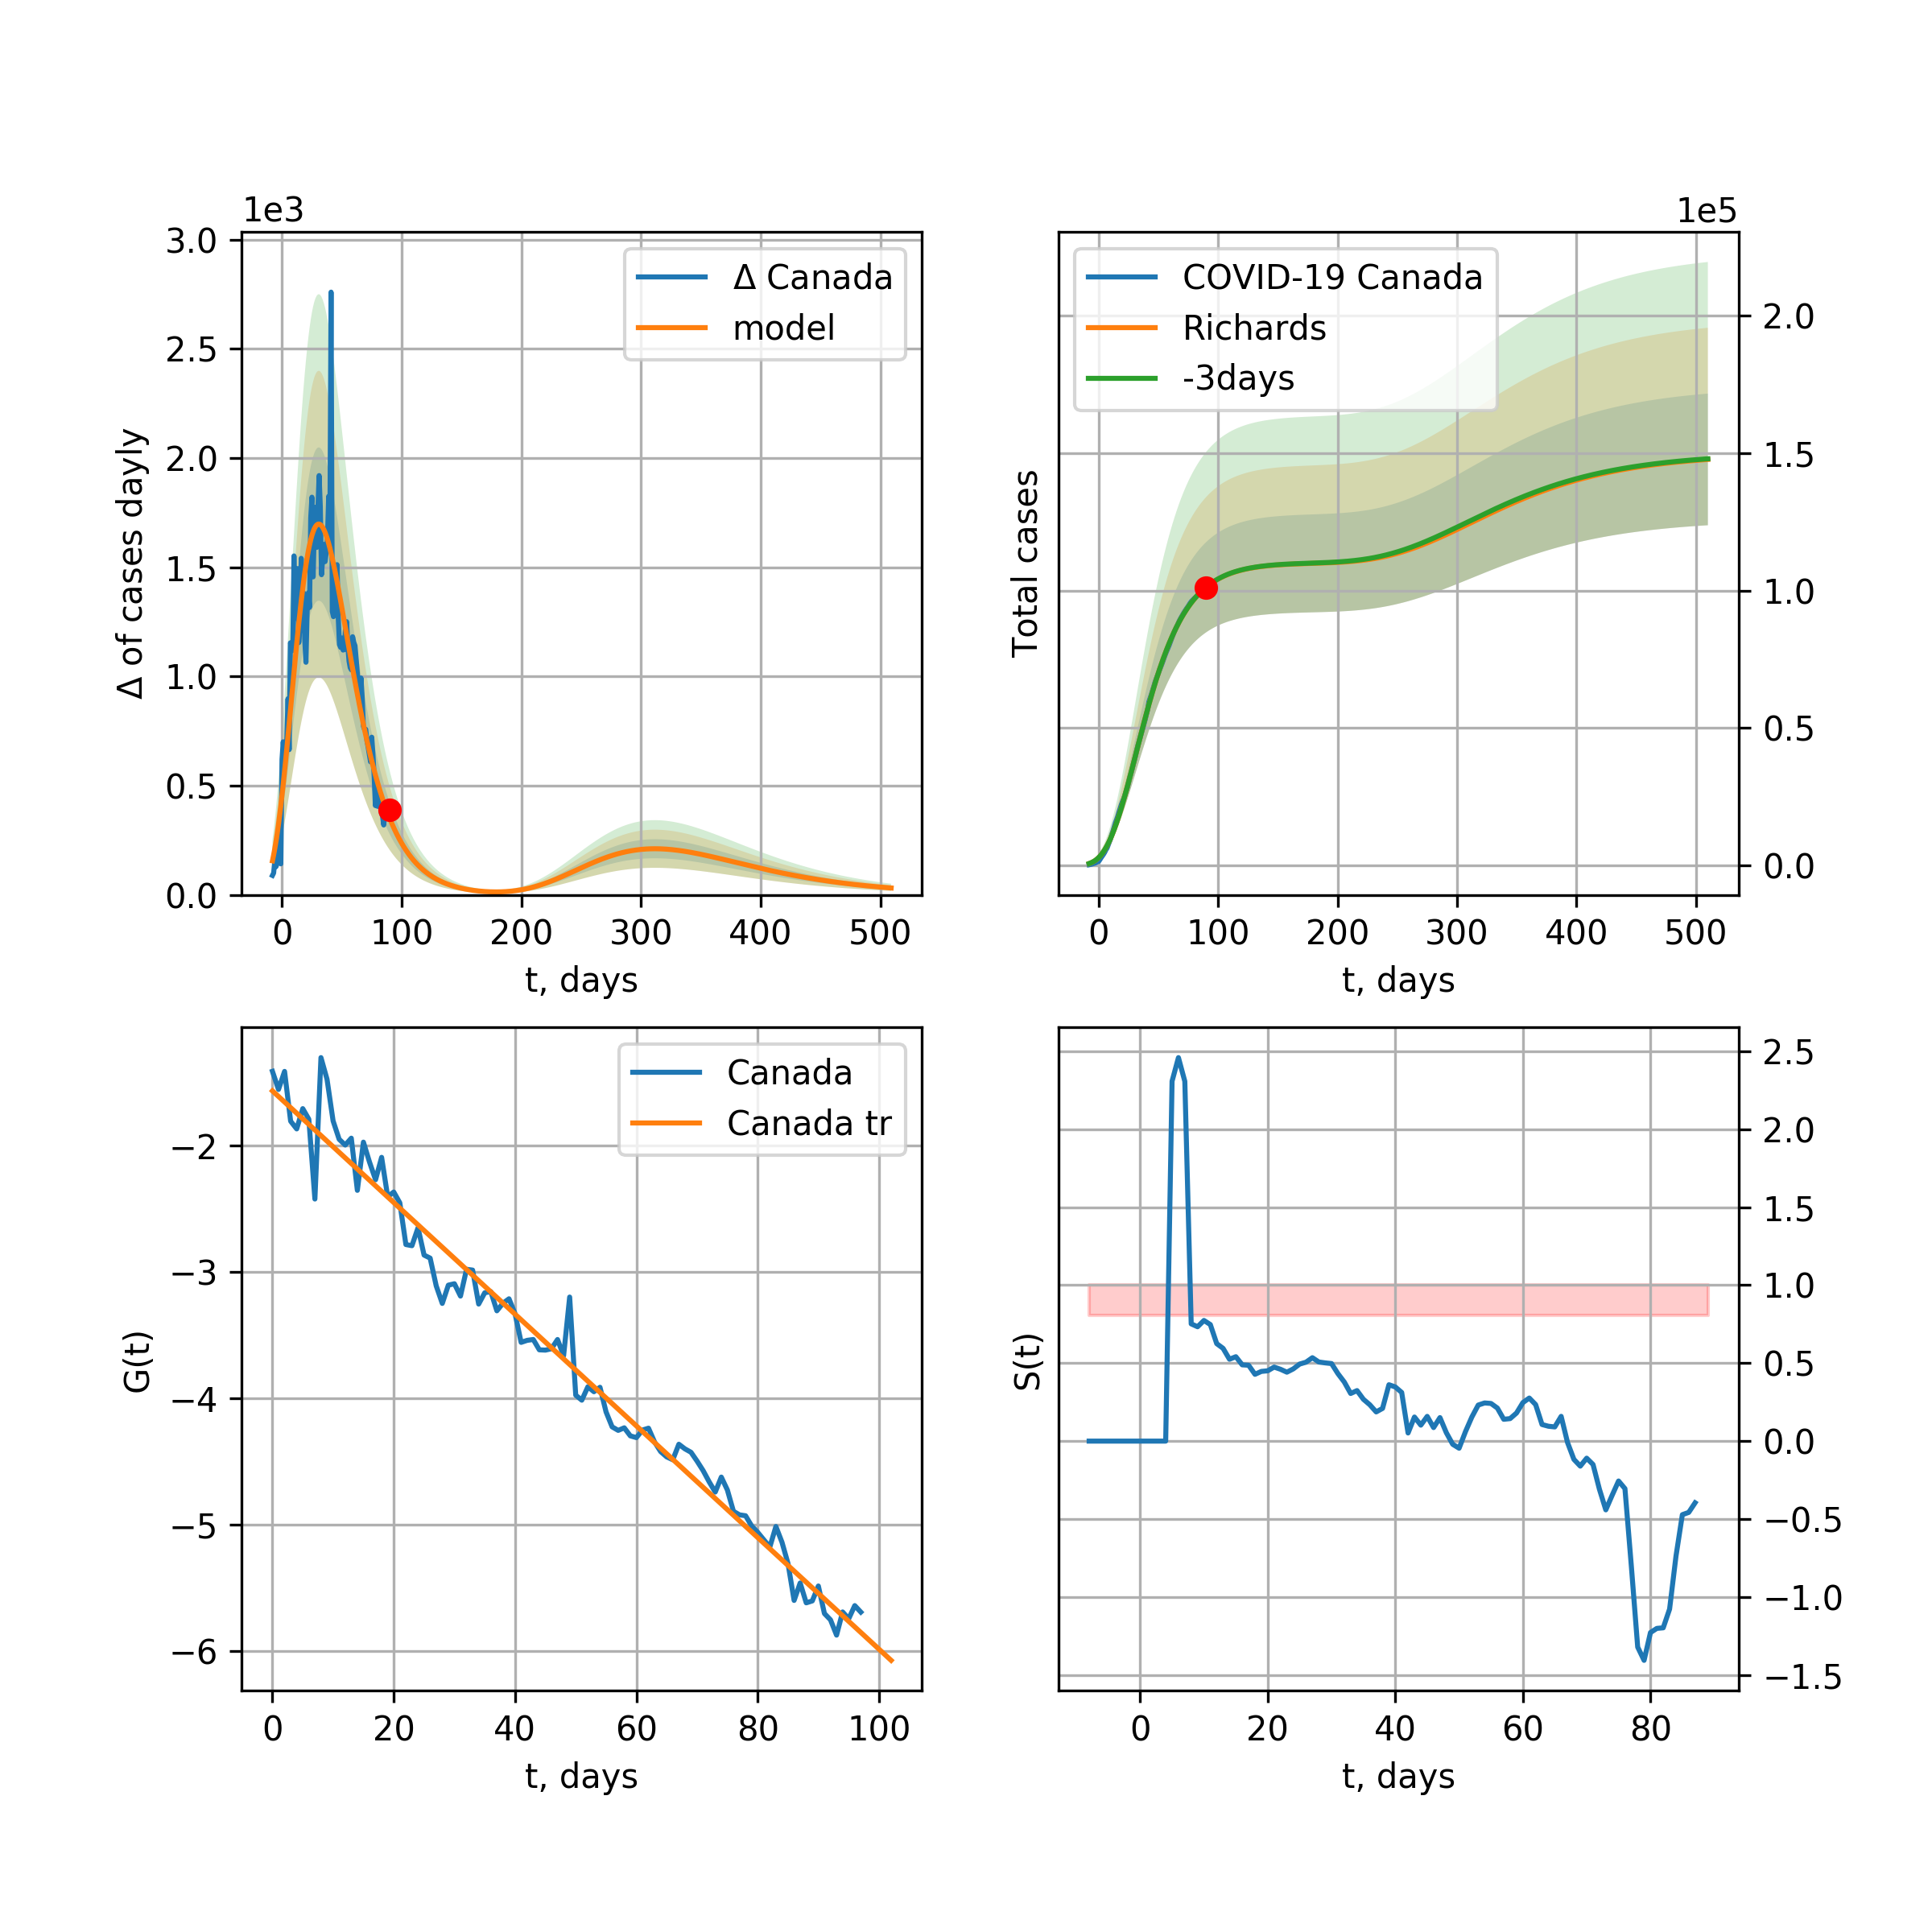 1e3
3.0
2.5
2.0
1.5
1.0
0.5
0.0
Δ of cases dayly
Δ Canada
model
0 100 200 300 400 500
t, days
1e5
COVID-19 Canada
Richards
-3days
Total cases
2.0
1.5
1.0
0.5
0.0
0 100 200 300 400 500
t, days
Canada
Canada tr
G(t)
−2
−3
−4
−5
−6
0 20 40 60 80 100
t, days
S(t)
2.5
2.0
1.5
1.0
0.5
0.0
−0.5
−1.0
−1.5
0 20 40 60 80
t, days